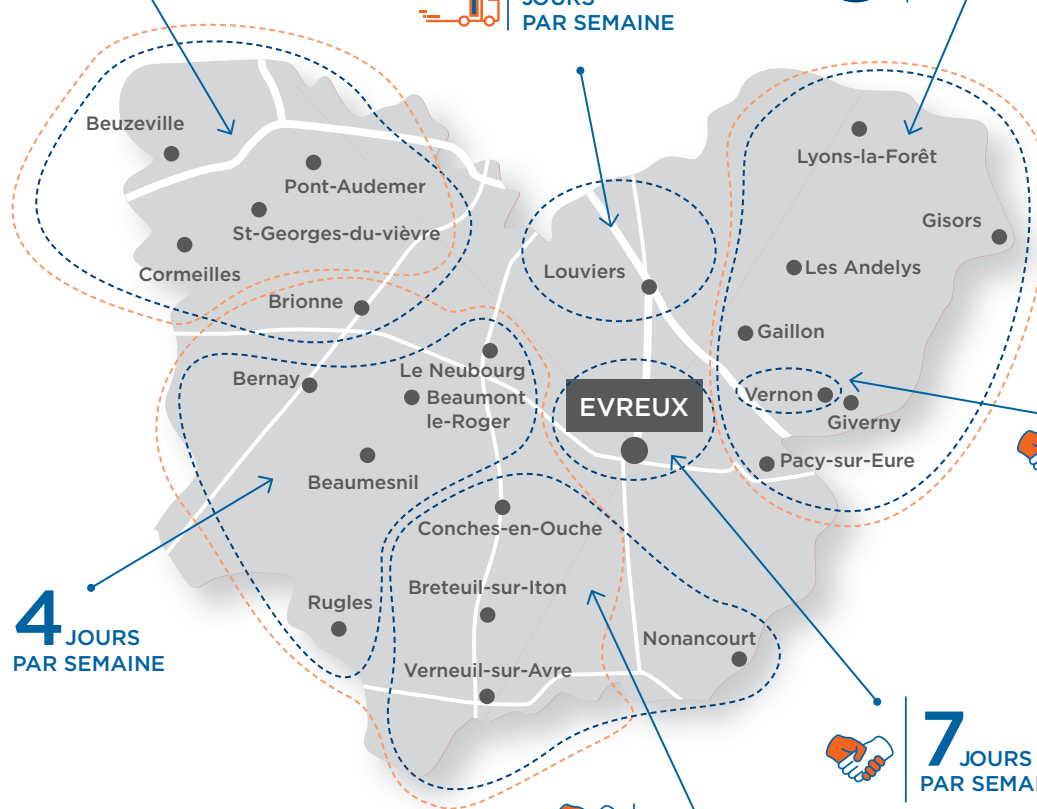 JOURS
PAR SEMAINE
Beuzeville
Lyons-la-Forêt
Pont-Audemer
Gisors
St-Georges-du-vièvre
Cormeilles
Louviers
Les Andelys
Brionne
Gaillon
Bernay
Le Neubourg
Beaumont
le-Roger
EVREUX
Vernon
Giverny
Pacy-sur-Eure
Beaumesnil
Conches-en-Ouche
Breteuil-sur-Iton
4 JOURS
PAR SEMAINE
Rugles
Nonancourt
Verneuil-sur-Avre
7 JOURS
PAR SEMA